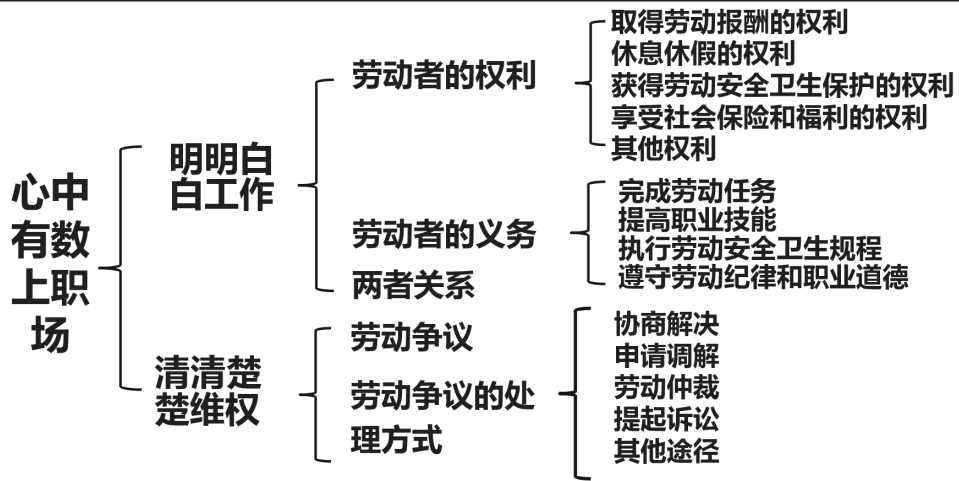 心中
有数
上职
场
明明白
白工作
劳动者的权利
取得劳动报酬的权利
休息休假的权利
获得劳动安全卫生保护的权利
享受社会保险和福利的权利
其他权利
劳动者的义务
完成劳动任务
提高职业技能
执行劳动安全卫生规程
遵守劳动纪律和职业道德
两者关系
清清楚
楚维权
劳动争议
劳动争议的处
理方式
协商解决
申请调解
劳动仲裁
提起诉讼
其他途径